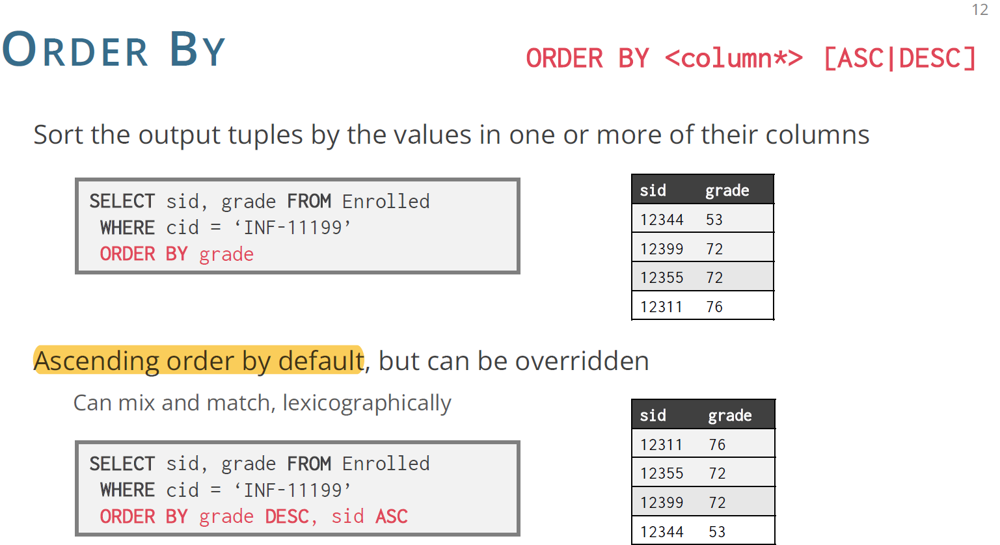 12
ORDER BY
ORDER BY <column*> [ASC|DESC]
Sort the output tuples by the values in one or more of their columns
SELECT sid, grade FROM Enrolled
WHERE cid = ‘INF-11199’
ORDER BY grade
sid grade
12344 53
12399 72
12355 72
12311 76
Ascending order by default, but can be overridden
Can mix and match, lexicographically
SELECT sid, grade FROM Enrolled
WHERE cid = ‘INF-11199’
ORDER BY grade DESC, sid ASC
sid grade
12311 76
12355 72
12399 72
12344 53